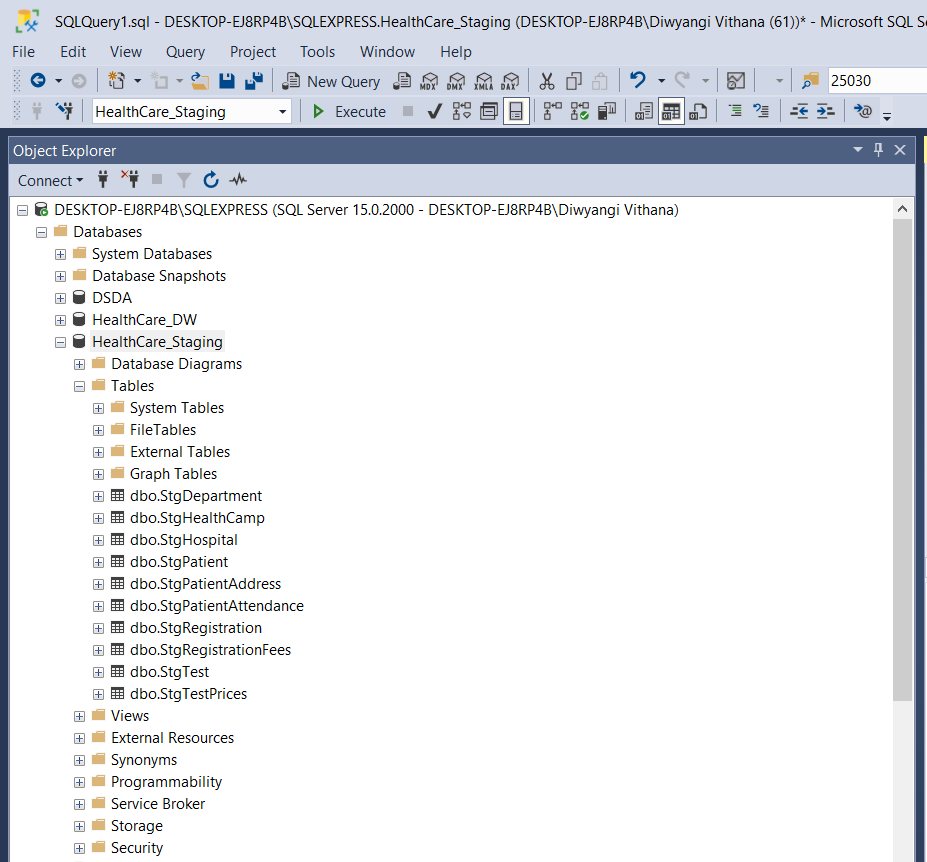 SQLQuery1.sql - DESKTOP-EJ8RP4B\SQLEXPRESS.HealthCare_Staging (DESKTOP-EJ8RP4B\Diwyangi Vithana (61))* - Microsoft SQL Se
File Edit View Query Project Tools Window Help
New Query MDX DMX XMLA DAX 25030
HealthCare_Staging Execute
Object Explorer
Connect
DESKTOP-EJ8RP4B\SQLEXPRESS (SQL Server 15.0.2000 - DESKTOP-EJ8RP4B\Diwyangi Vithana)
Databases
System Databases
Database Snapshots
DSDA
HealthCare_DW
HealthCare_Staging
Database Diagrams
Tables
System Tables
FileTables
External Tables
Graph Tables
dbo.StgDepartment
dbo.StgHealthCamp
dbo.StgHospital
dbo.StgPatient
dbo.StgPatientAddress
dbo.StgPatientAttendance
dbo.StgRegistration
dbo.StgRegistrationFees
dbo.StgTest
dbo.StgTestPrices
Views
External Resources
Synonyms
Programmability
Service Broker
Storage
Security